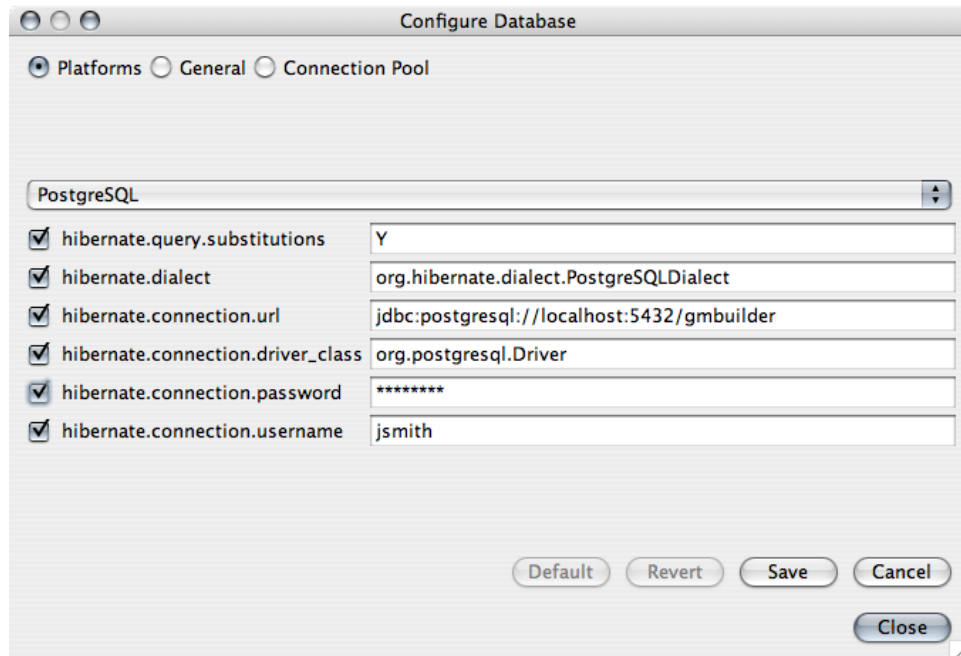 Configure Database
Platforms General Connection Pool
PostgreSQL
hibernate.query.substitutions Y
hibernate.dialect org.hibernate.dialect.PostgreSQLDialect
hibernate.connection.url jdbc:postgresql://localhost:5432/gmbuilder
hibernate.connection.driver_class org.postgresql.Driver
hibernate.connection.password ********
hibernate.connection.username jsmith
Default Revert Save Cancel
Close